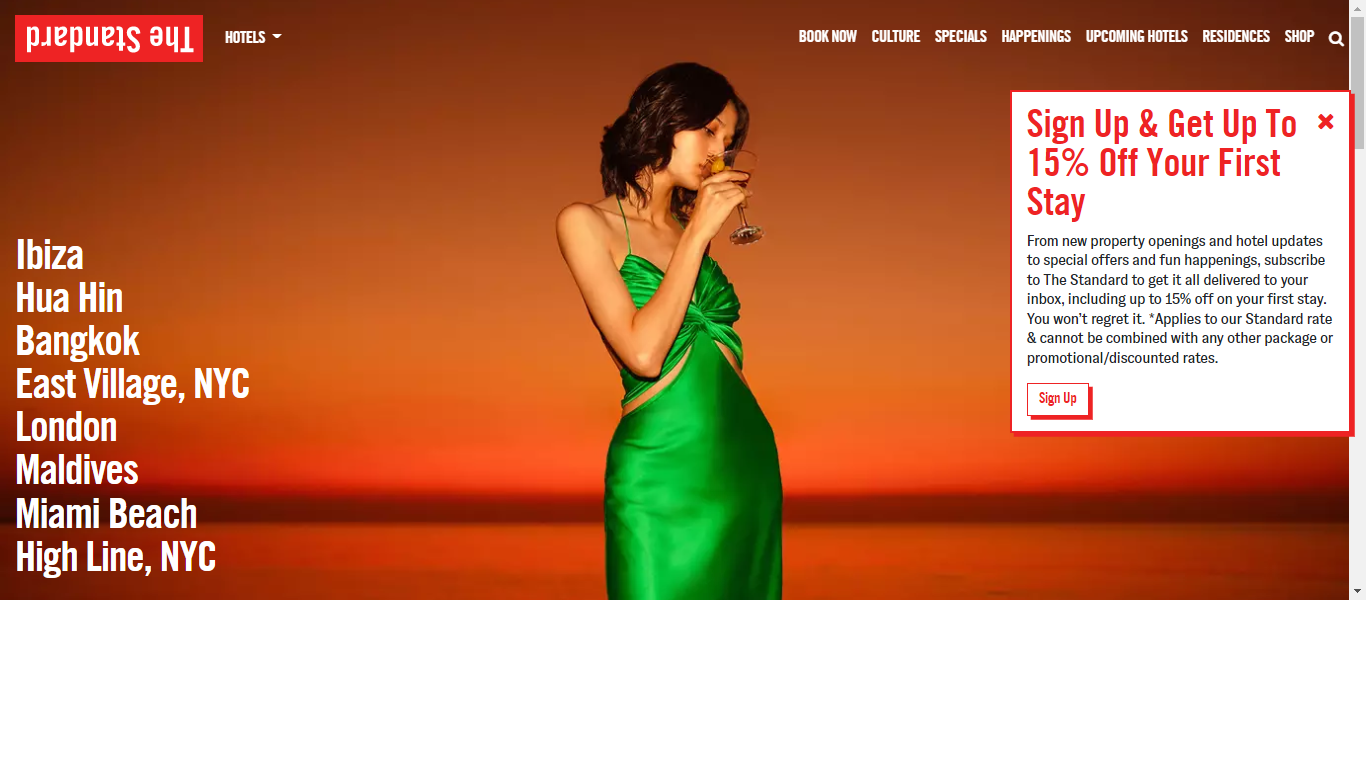 The Standard
HOTELS
BOOK NOW CULTURE SPECIALS HAPPENINGS UPCOMING HOTELS RESIDENCES SHOP
Sign Up & Get Up To
15% Off Your First
Stay
From new property openings and hotel updates
to special offers and fun happenings, subscribe
to The Standard to get it all delivered to your
inbox, including up to 15% off on your first stay.
You won't regret it. *Applies to our Standard rate
& cannot be combined with any other package or
promotional/discounted rates.
Sign Up
Ibiza
Hua Hin
Bangkok
East Village, NYC
London
Maldives
Miami Beach
High Line, NYC